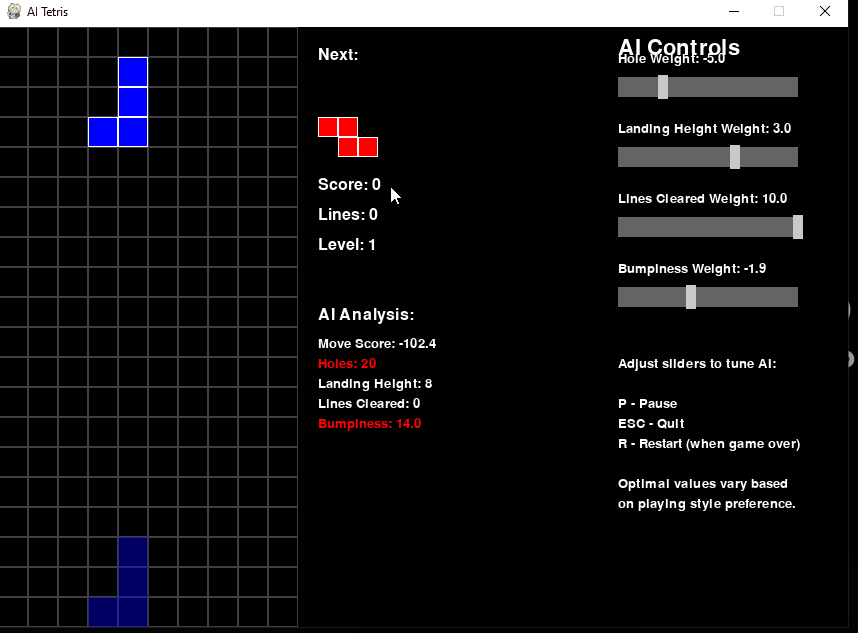 AI Tetris
Next:
Score: 0
Lines: 0
Level: 1
AI Analysis:
Move Score: -102.4
Holes: 20
Landing Height: 8
Lines Cleared: 0
Bumpiness: 14.0
AI Controls
Hole Weight: -5.0
Landing Height Weight: 3.0
Lines Cleared Weight: 10.0
Bumpiness Weight: -1.9
Adjust sliders to tune AI:
P - Pause
ESC - Quit
R - Restart (when game over)
Optimal values vary based
on playing style preference.